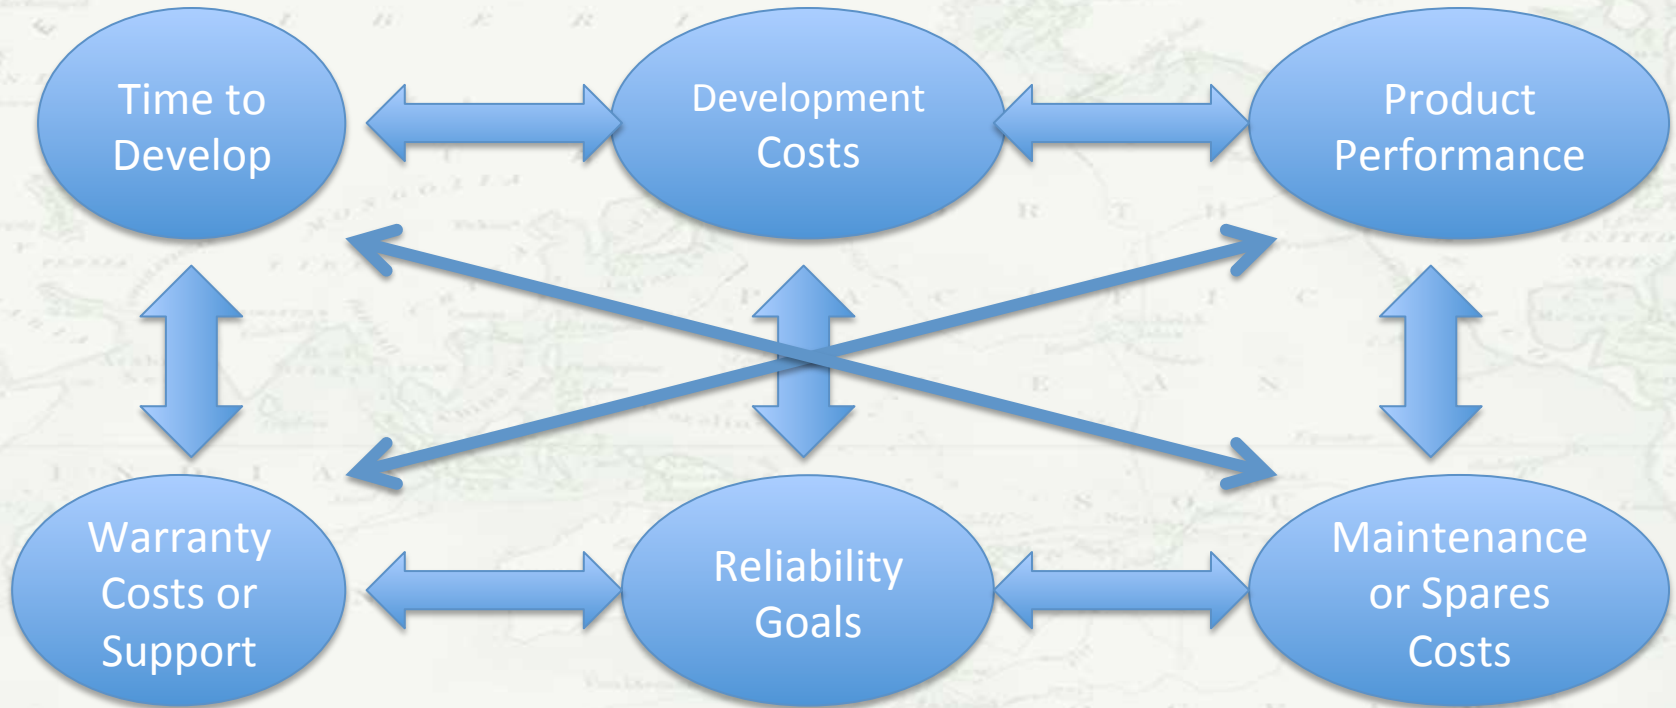 Time to
Develop
Development
Costs
Product
Performance
Warranty
Costs or
Support
Reliability
Goals
Maintenance
or Spares
Costs